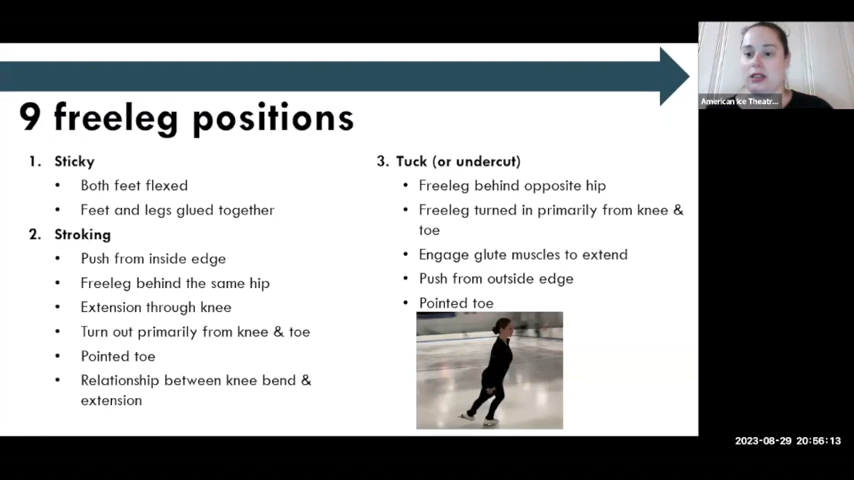 9 freeleg positions
1. Sticky
• Both feet flexed
• Feet and legs glued together
2. Stroking
• Push from inside edge
• Freeleg behind the same hip
• Extension through knee
• Turn out primarily from knee & toe
• Pointed toe
• Relationship between knee bend &
extension
3. Tuck (or undercut)
• Freeleg behind opposite hip
• Freeleg turned in primarily from knee &
toe
• Engage glute muscles to extend
• Push from outside edge
• Pointed toe
American Ice Theatr...
2023-08-29 20:56:13